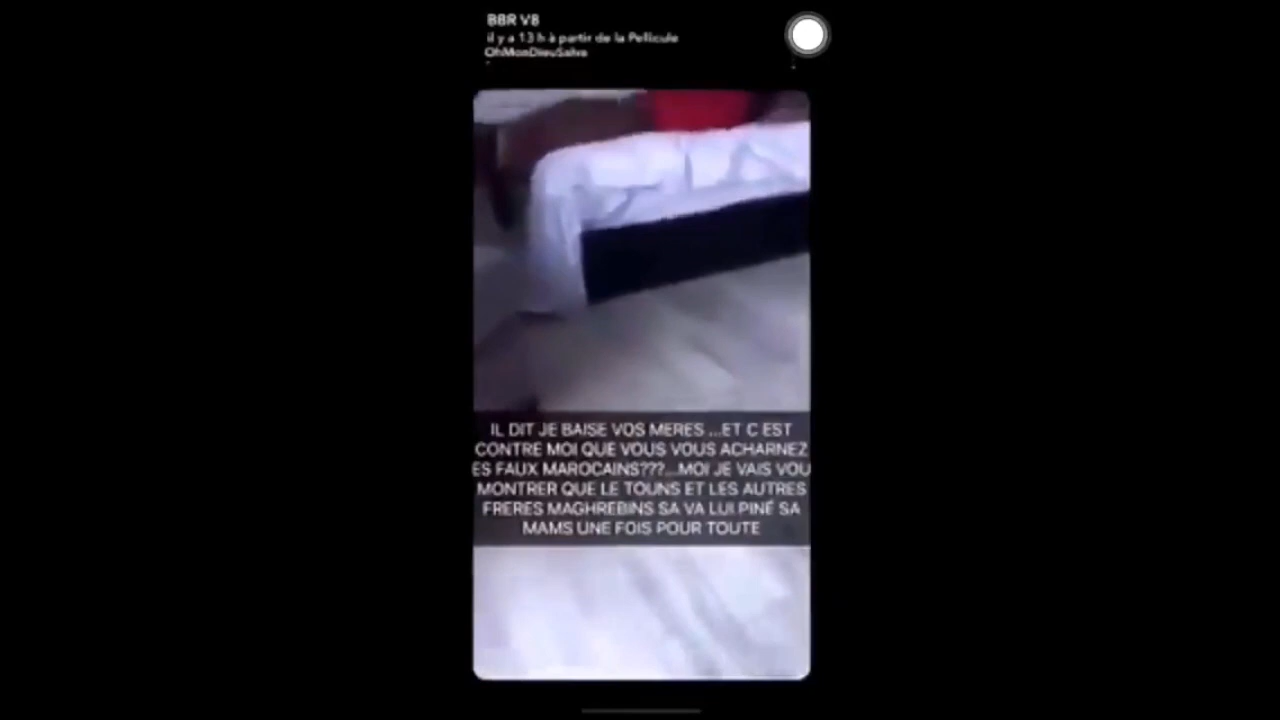 BBR V8
il y a 13 h à partir de la Pellicule
OhMonDieuSalva
IL DIT JE BAISE VOS MERES ...ET C EST
CONTRE MOI QUE VOUS VOUS ACHARNEZ
ES FAUX MAROCAINS???...MOI JE VAIS VOU
MONTRER QUE LE TOUNS ET LES AUTRES
FRERES MAGHREBINS SA VA LUI PINÉ SA
MAMS UNE FOIS POUR TOUTE